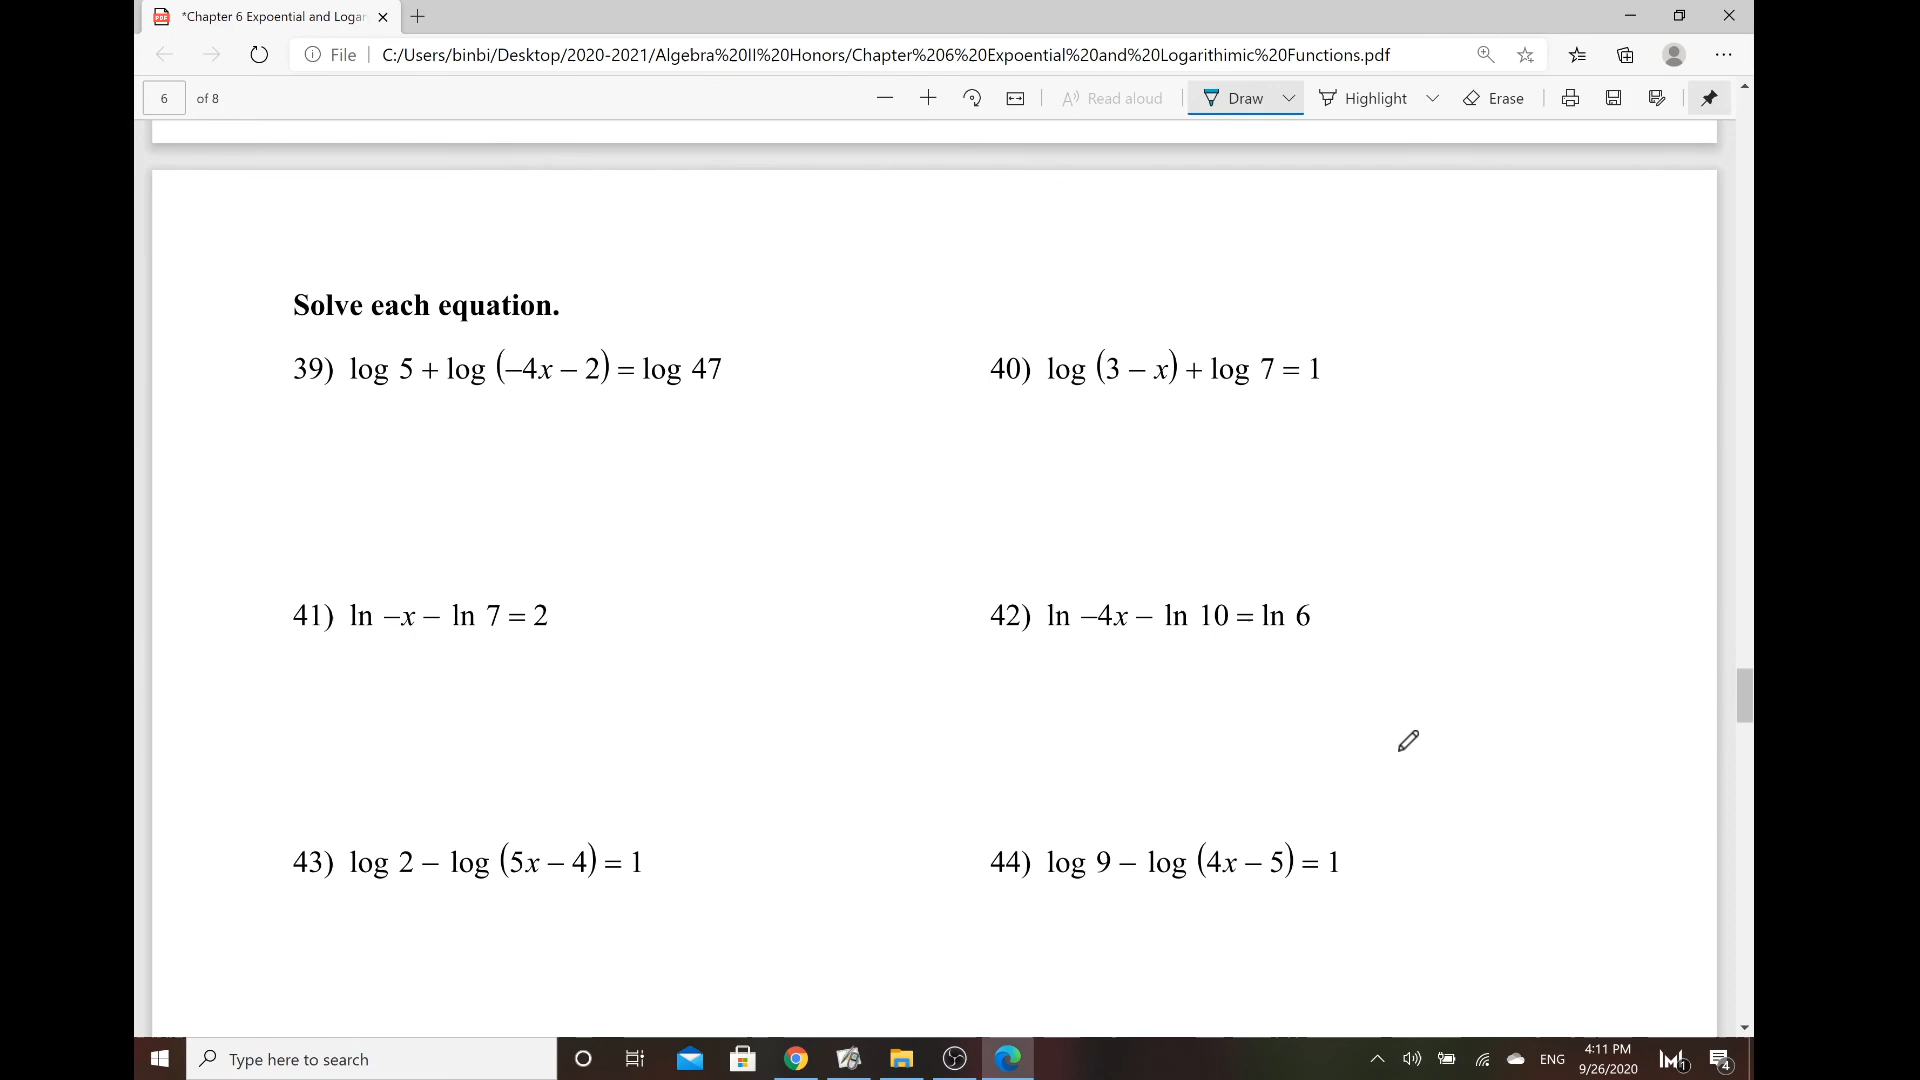 *Chapter 6 Expoential and Logar
File
C:/Users/binbi/Desktop/2020-2021/Algebra%20II%20Honors/Chapter%206%20Expoential%20and%20Logarithimic%20Functions.pdf
6 of 8
Read aloud
Draw
Highlight
Erase
Solve each equation.
39) log 5 + log (−4x − 2) = log 47
40) log (3 − x) + log 7 = 1
41) ln −x − ln 7 = 2
42) ln −4x − ln 10 = ln 6
43) log 2 − log (5x − 4) = 1
44) log 9 − log (4x − 5) = 1
Type here to search
ENG
4:11 PM
9/26/2020
1
4